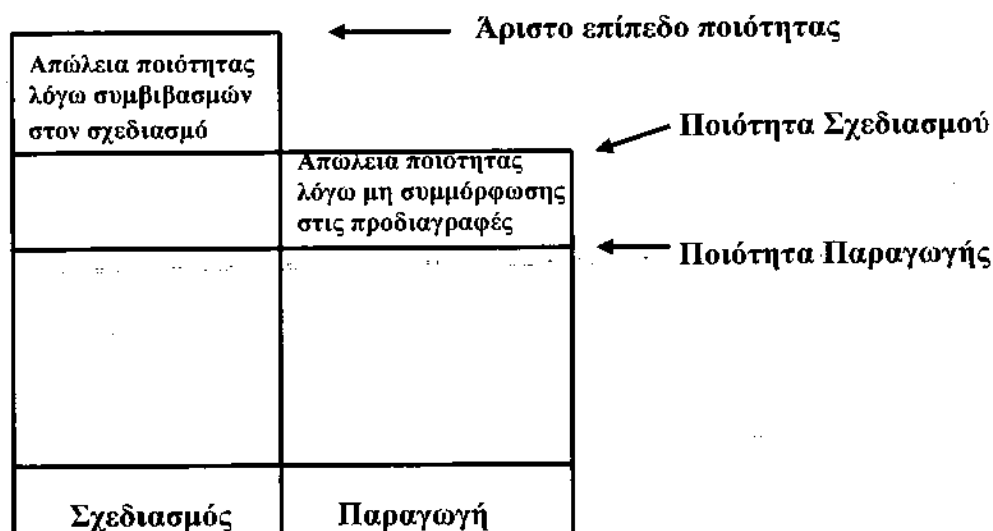 Άριστο επίπεδο ποιότητας
Απώλεια ποιότητας
λόγω συμβιβασμών
στον σχεδιασμό
Ποιότητα Σχεδιασμού
Απώλεια ποιότητας
λόγω μη συμμόρφωσης
στις προδιαγραφές
Ποιότητα Παραγωγής
Σχεδιασμός
Παραγωγή